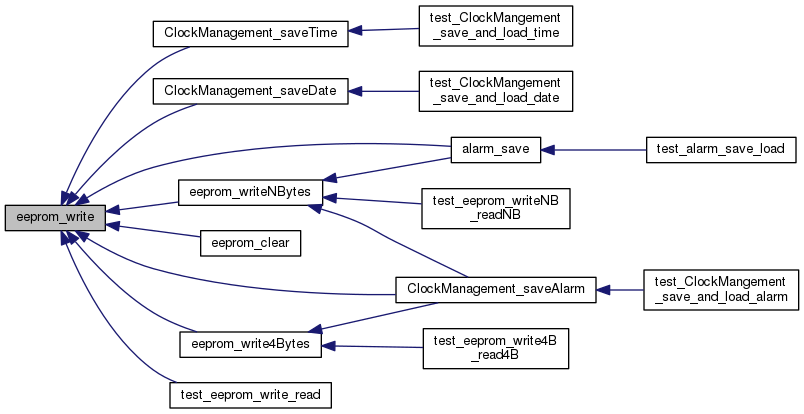 eeprom_write
ClockManagement_saveTime
test_ClockMangement
_save_and_load_time
ClockManagement_saveDate
test_ClockMangement
_save_and_load_date
alarm_save
test_alarm_save_load
eeprom_writeNBytes
test_eeprom_writeNB
_readNB
eeprom_clear
ClockManagement_saveAlarm
test_ClockMangement
_save_and_load_alarm
eeprom_write4Bytes
test_eeprom_write4B
_read4B
test_eeprom_write_read